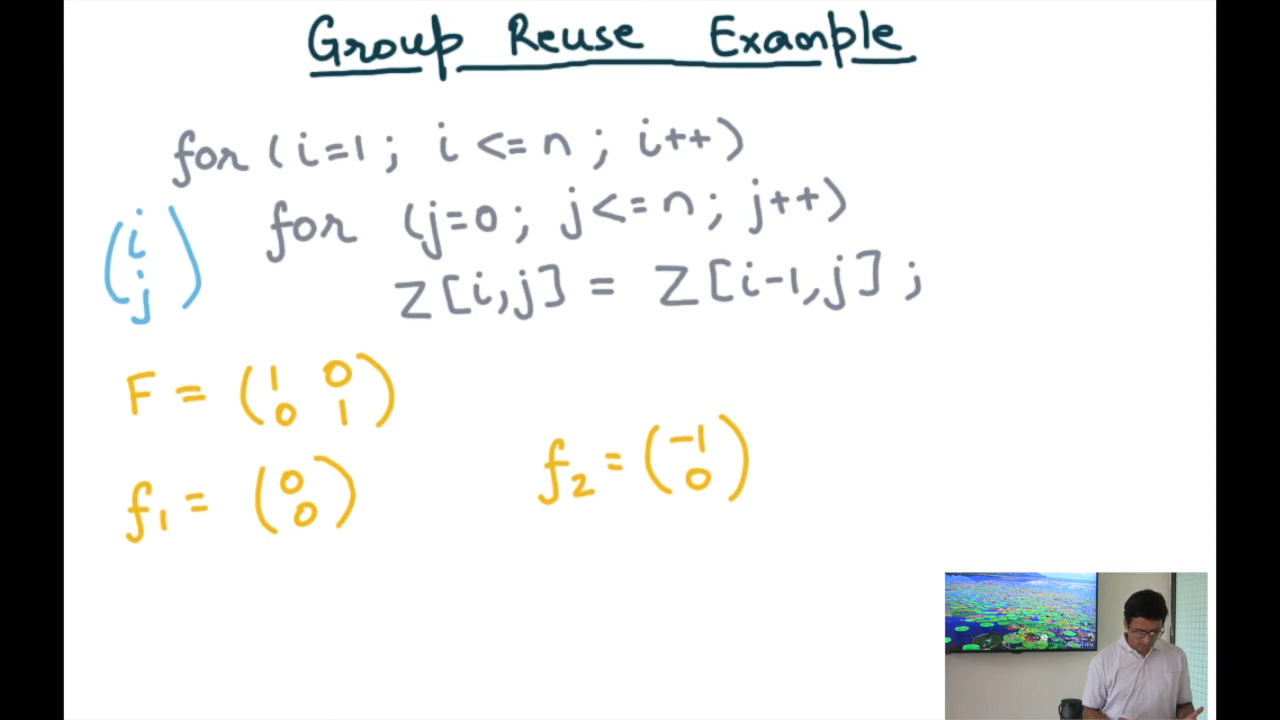 Group Reuse Example
for (i=1; i <= n; i++)
for (j=0; j<=n; j++)
Z[i,j] = Z[i-1,j];
(i
j)
F = (1 0
0 1)
f1 = (0
0)
f2 = (-1
0)